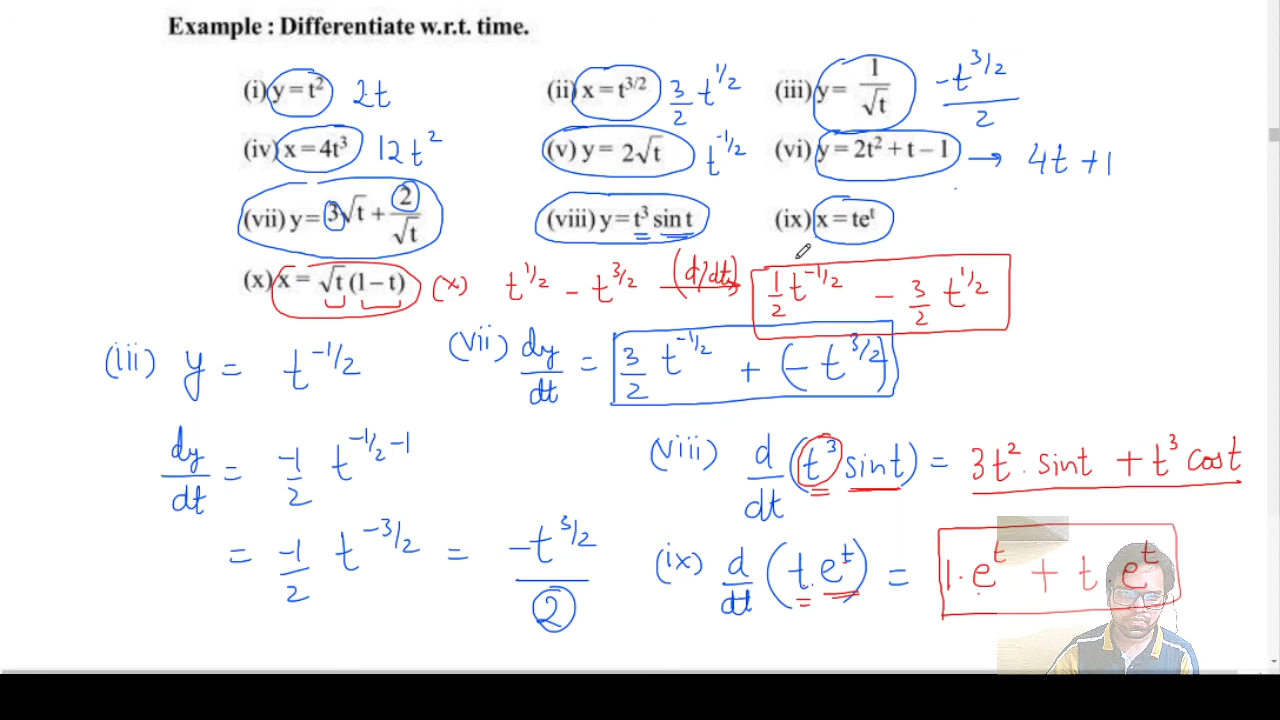 Example : Differentiate w.r.t. time.
(i) y = t² 2t (ii) x = t^{3/2} 3/2 t^{1/2} (iii) y = 1/√t -t^{3/2}/2
(iv) x = 4t³ 12t² (v) y = 2√t t^{-1/2} (vi) y = 2t² + t – 1 → 4t + 1
(vii) y = 3√t + 2/√t (viii) y = t³ sin t (ix) x = te^t
(x) x = √t (1 – t) (x) t^{1/2} - t^{3/2} (d/dt) → 1/2 t^{-1/2} - 3/2 t^{1/2}
(iii) y = t^{-1/2}
dy/dt = -1/2 t^{-1/2 -1}
= -1/2 t^{-3/2} = -t^{3/2}/2
(vii) dy/dt = 3/2 t^{-1/2} + (- t^{3/2})
(viii) d/dt (t³ sint) = 3t². sint + t³ cost
(ix) d/dt (t. e^t) = 1. e^t + t. e^t